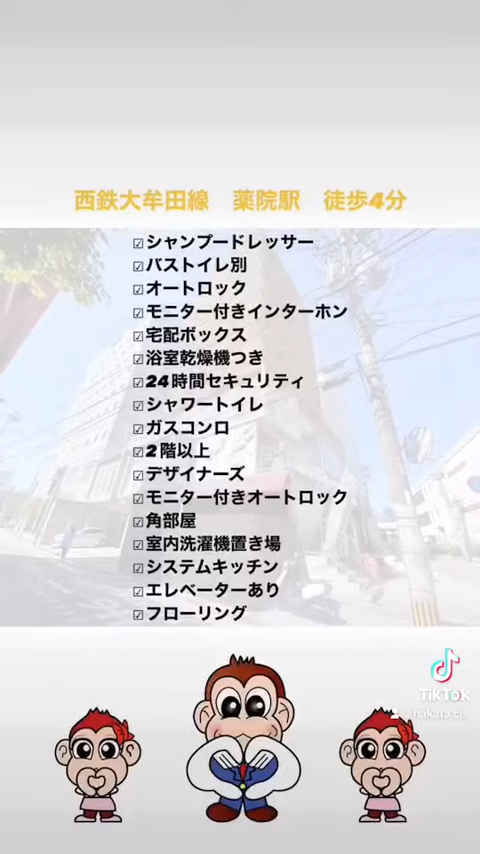 西鉄大牟田線　薬院駅　徒歩4分
☑シャンプードレッサー
☑バストイレ別
☑オートロック
☑モニター付きインターホン
☑宅配ボックス
☑浴室乾燥機つき
☑24時間セキュリティ
☑シャワートイレ
☑ガスコンロ
☑2階以上
☑デザイナーズ
☑モニター付きオートロック
☑角部屋
☑室内洗濯機置き場
☑システムキッチン
☑エレベーターあり
☑フローリング
TikTok